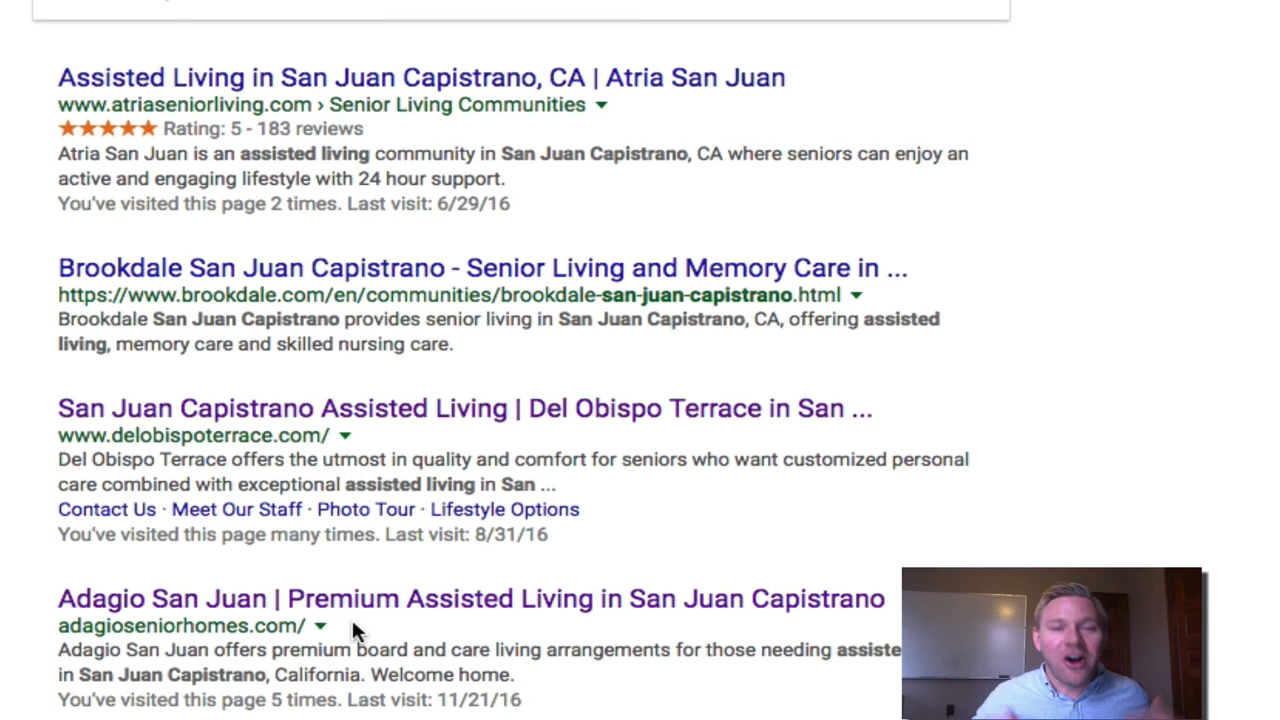 Assisted Living in San Juan Capistrano, CA | Atria San Juan
www.atriaseniorliving.com › Senior Living Communities
Rating: 5 - 183 reviews
Atria San Juan is an assisted living community in San Juan Capistrano, CA where seniors can enjoy an
active and engaging lifestyle with 24 hour support.
You've visited this page 2 times. Last visit: 6/29/16
Brookdale San Juan Capistrano - Senior Living and Memory Care in ...
https://www.brookdale.com/en/communities/brookdale-san-juan-capistrano.html
Brookdale San Juan Capistrano provides senior living in San Juan Capistrano, CA, offering assisted
living, memory care and skilled nursing care.
San Juan Capistrano Assisted Living | Del Obispo Terrace in San ...
www.delobispoterrace.com/
Del Obispo Terrace offers the utmost in quality and comfort for seniors who want customized personal
care combined with exceptional assisted living in San ...
Contact Us · Meet Our Staff · Photo Tour · Lifestyle Options
You've visited this page many times. Last visit: 8/31/16
Adagio San Juan | Premium Assisted Living in San Juan Capistrano
adagioseniorhomes.com/
Adagio San Juan offers premium board and care living arrangements for those needing assiste
in San Juan Capistrano, California. Welcome home.
You've visited this page 5 times. Last visit: 11/21/16